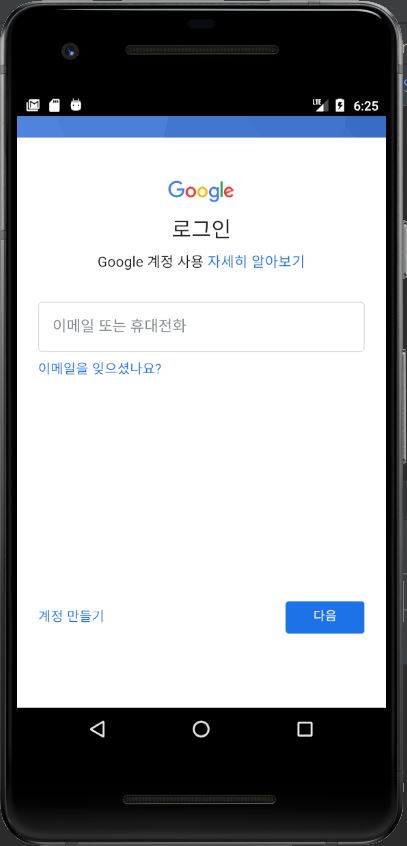 LTE 6:25
Google
로그인
Google 계정 사용 자세히 알아보기
이메일 또는 휴대전화
이메일을 잊으셨나요?
계정 만들기 다음